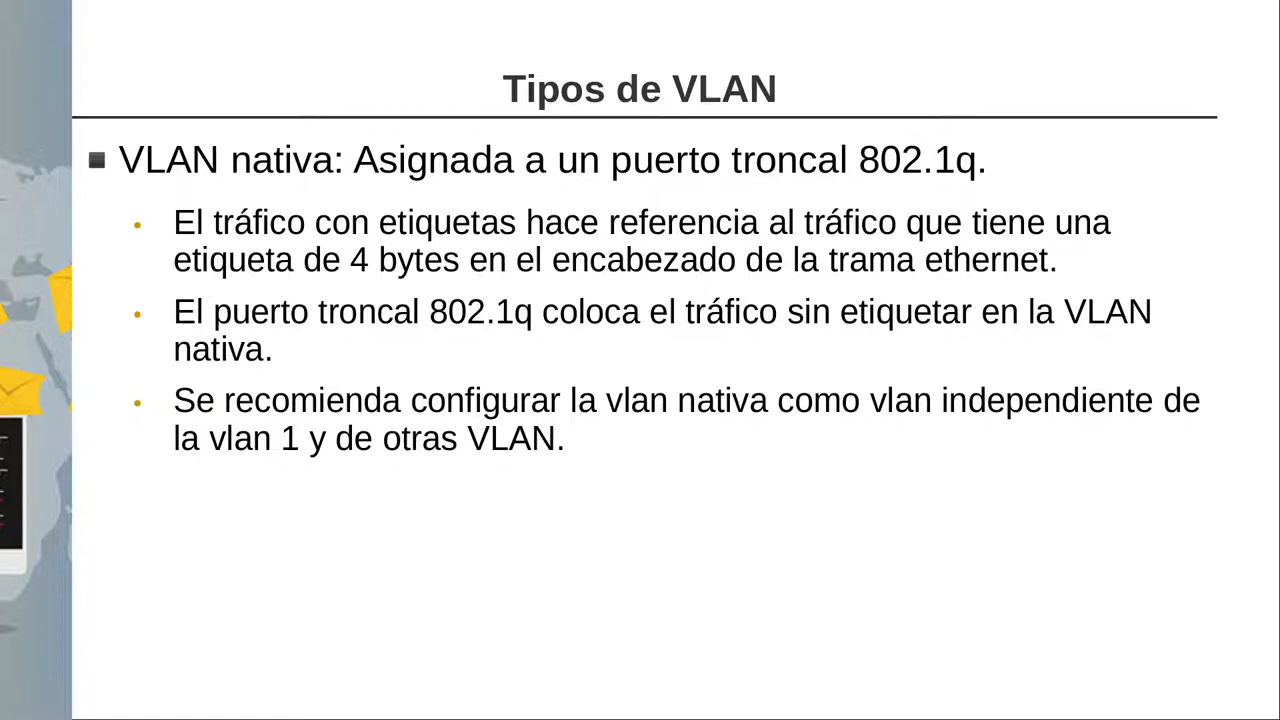 Tipos de VLAN
VLAN nativa: Asignada a un puerto troncal 802.1q.
El tráfico con etiquetas hace referencia al tráfico que tiene una
etiqueta de 4 bytes en el encabezado de la trama ethernet.
El puerto troncal 802.1q coloca el tráfico sin etiquetar en la VLAN
nativa.
Se recomienda configurar la vlan nativa como vlan independiente de
la vlan 1 y de otras VLAN.